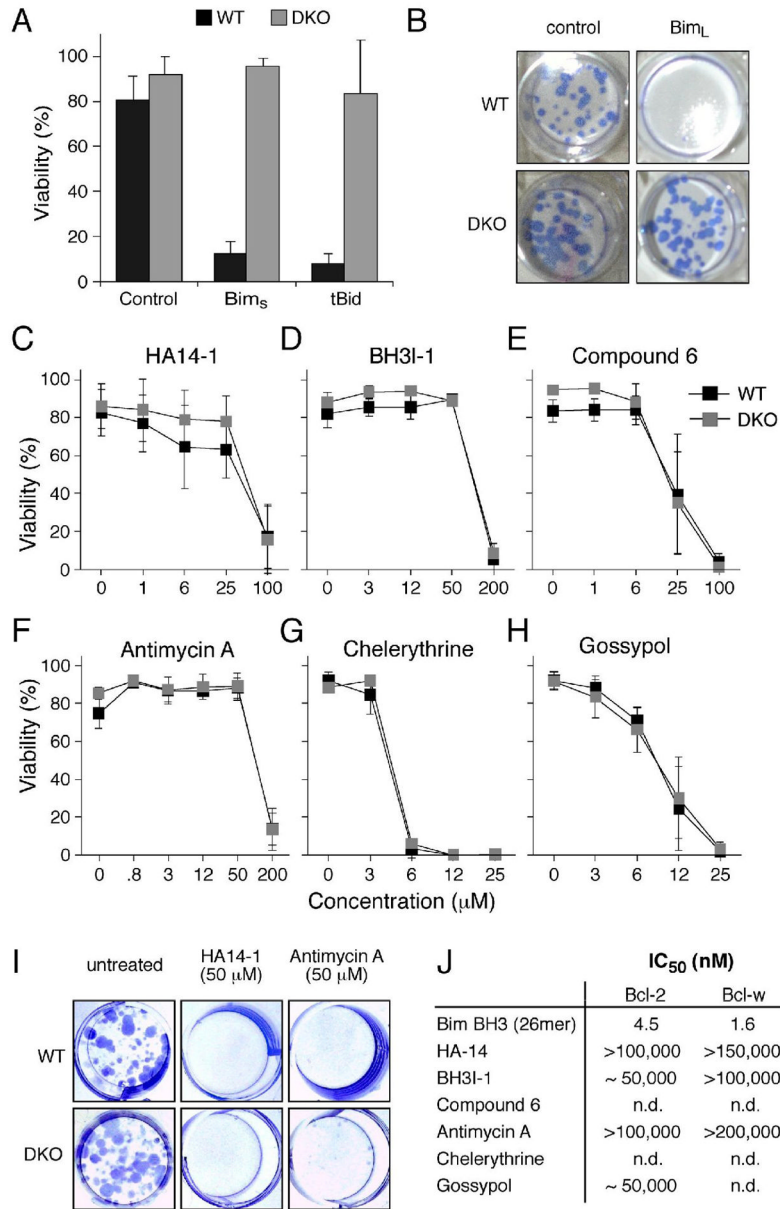 A
WT DKO
Viability (%)
100
80
60
40
20
0
Control Bims tBid
B
control BimL
WT
DKO
C D E
HA14-1 BH3I-1 Compound 6
WT
DKO
Viability (%)
100
80
60
40
20
0
0 1 6 25 100 0 3 12 50 200 0 1 6 25 100
F G H
Antimycin A Chelerythrine Gossypol
Viability (%)
100
80
60
40
20
0
0 .8 3 12 50 200 0 3 6 12 25 0 3 6 12 25
Concentration (μM)
I
untreated HA14-1 Antimycin A
(50 μM) (50 μM)
WT
DKO
J
IC50 (nM)
Bcl-2 Bcl-w
Bim BH3 (26mer) 4.5 1.6
HA-14 >100,000 >150,000
BH3I-1 ~ 50,000 >100,000
Compound 6 n.d. n.d.
Antimycin A >100,000 >200,000
Chelerythrine n.d. n.d.
Gossypol ~ 50,000 n.d.